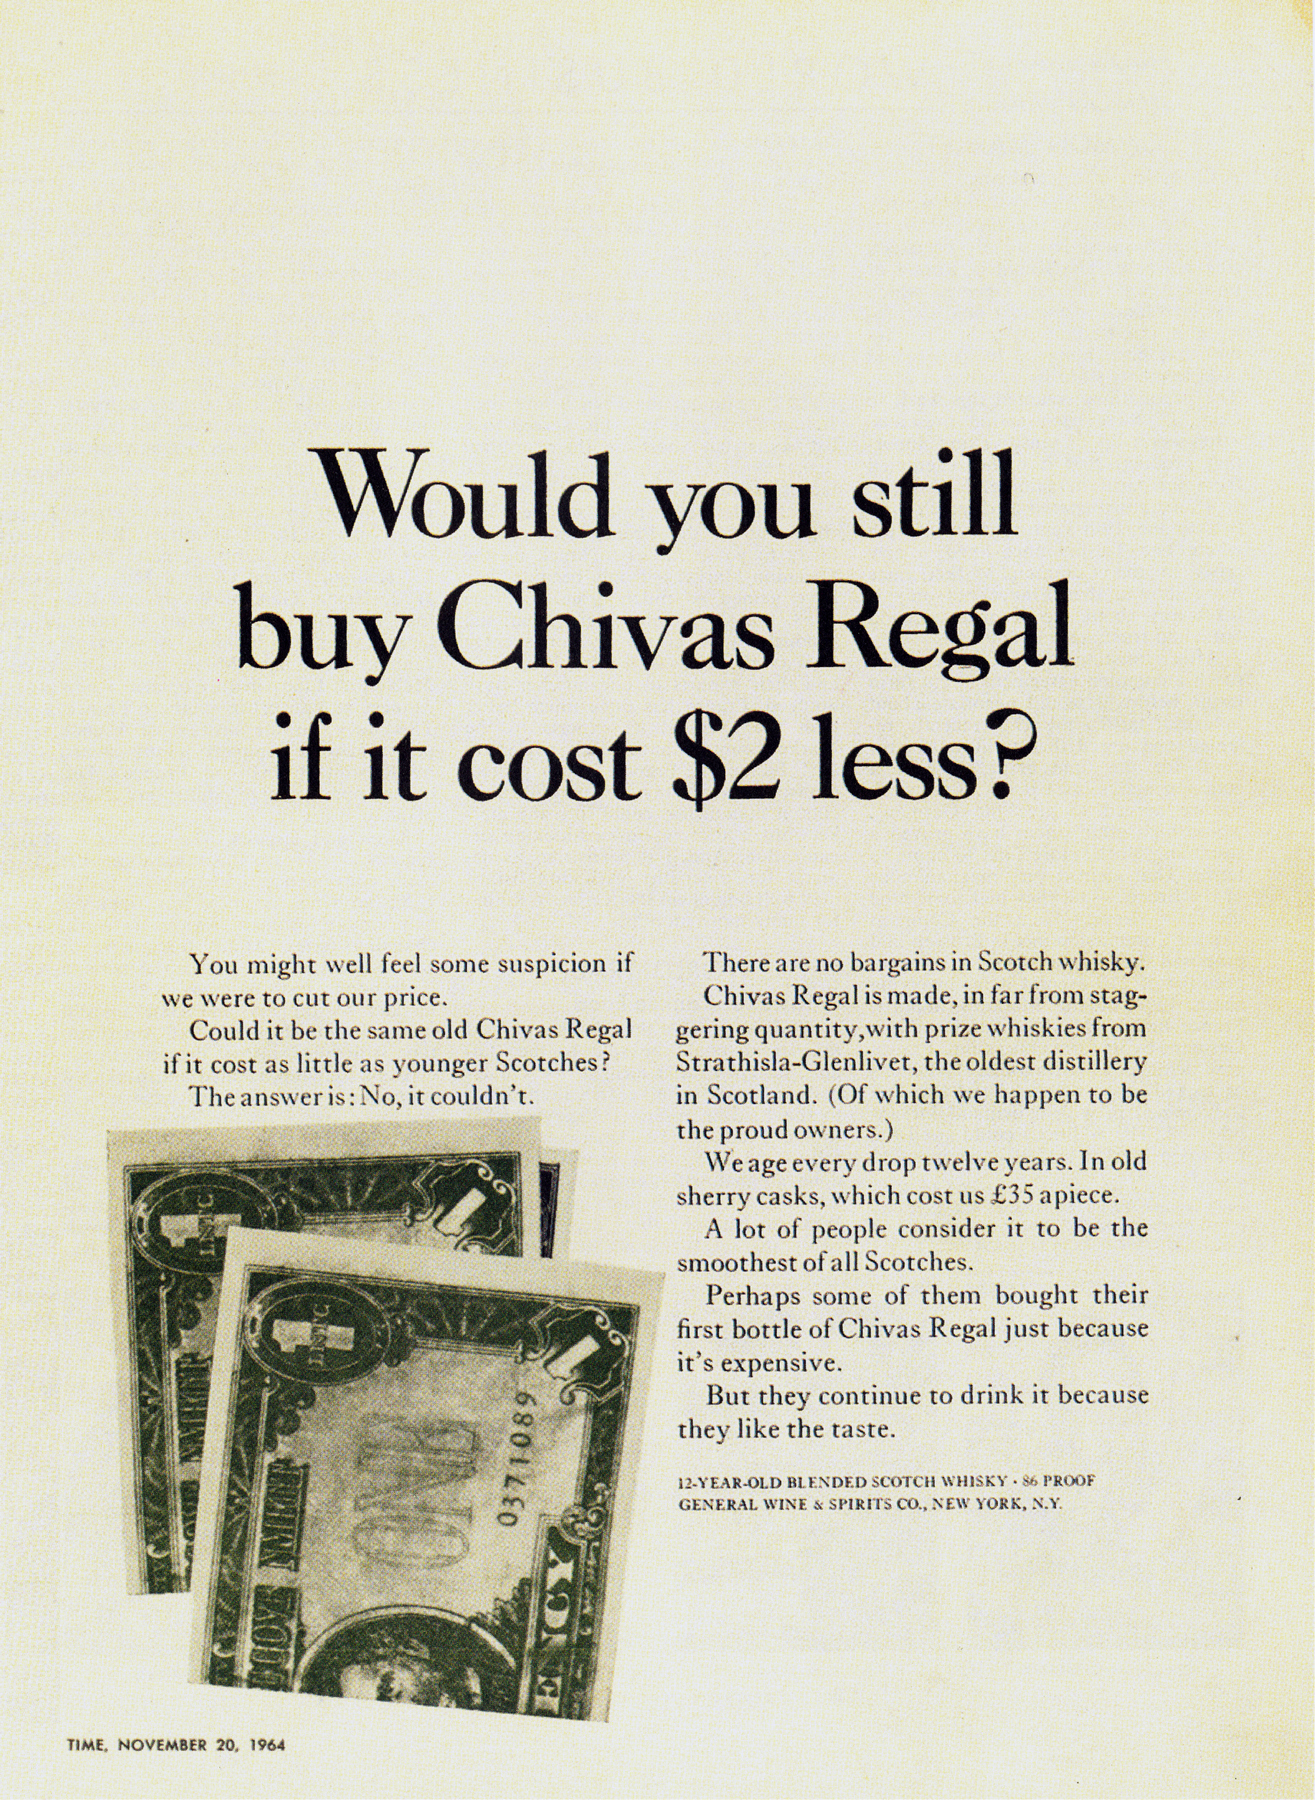 Would you still
buy Chivas Regal
if it cost $2 less?
You might well feel some suspicion if
we were to cut our price.
Could it be the same old Chivas Regal
if it cost as little as younger Scotches?
The answer is: No, it couldn't.
There are no bargains in Scotch whisky.
Chivas Regal is made, in far from stag-
gering quantity, with prize whiskies from
Strathisla-Glenlivet, the oldest distillery
in Scotland. (Of which we happen to be
the proud owners.)
We age every drop twelve years. In old
sherry casks, which cost us £35 apiece.
A lot of people consider it to be the
smoothest of all Scotches.
Perhaps some of them bought their
first bottle of Chivas Regal just because
it's expensive.
But they continue to drink it because
they like the taste.
12-YEAR-OLD BLENDED SCOTCH WHISKY • 86 PROOF
GENERAL WINE & SPIRITS CO., NEW YORK, N.Y.
ONE
0371089
TIME, NOVEMBER 20, 1964